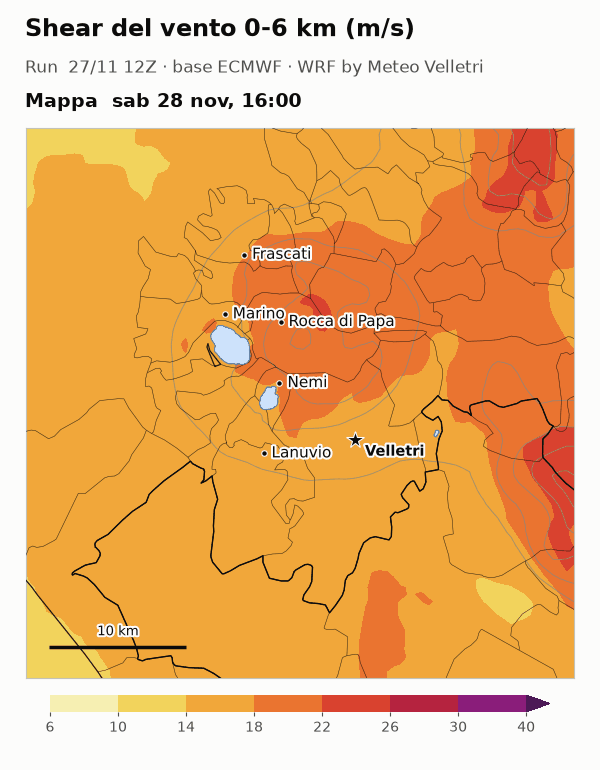 Shear del vento 0-6 km (m/s)
Run  27/11 12Z · base ECMWF · WRF by Meteo Velletri
Mappa  sab 28 nov, 16:00
Frascati
Marino
Rocca di Papa
Nemi
Velletri
Lanuvio
10 km
6 10 14 18 22 26 30 40